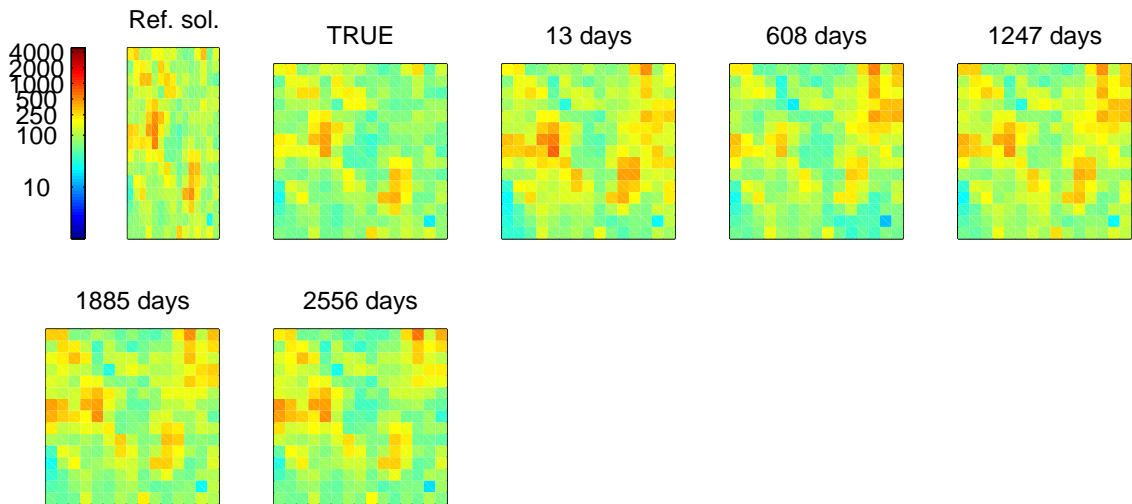 Ref. sol.
TRUE
13 days
608 days
1247 days
4000
2000
1000
500
250
100
10
1885 days
2556 days